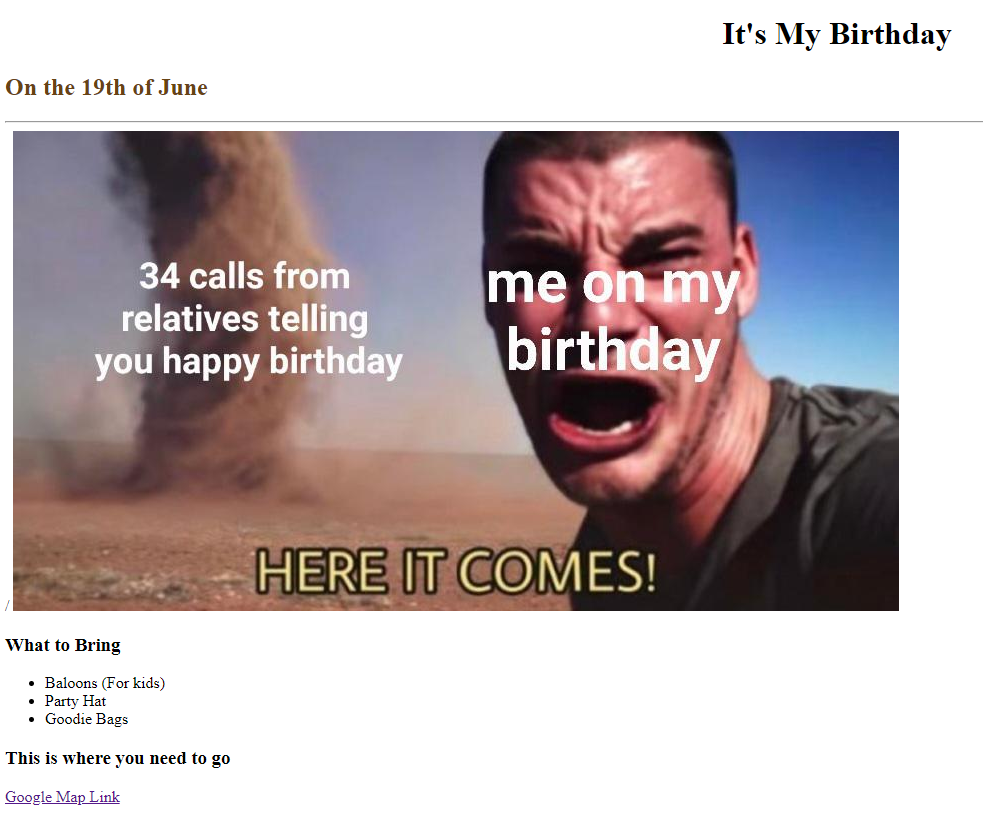 It's My Birthday
On the 19th of June
34 calls from
relatives telling
you happy birthday
me on my
birthday
HERE IT COMES!
/
What to Bring
Baloons (For kids)
Party Hat
Goodie Bags
This is where you need to go
Google Map Link